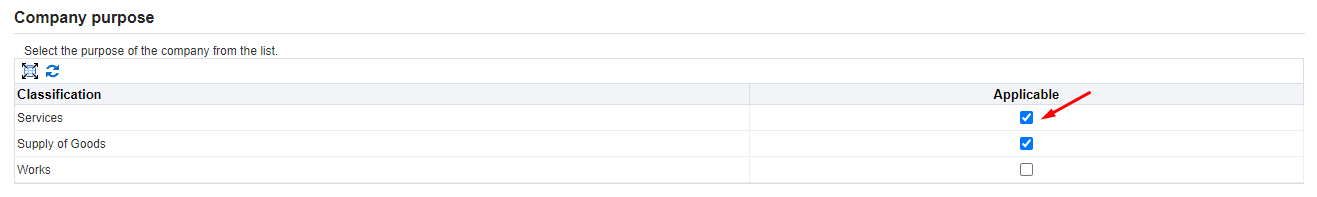 Company purpose
Select the purpose of the company from the list.
Classification Applicable
Services
Supply of Goods
Works